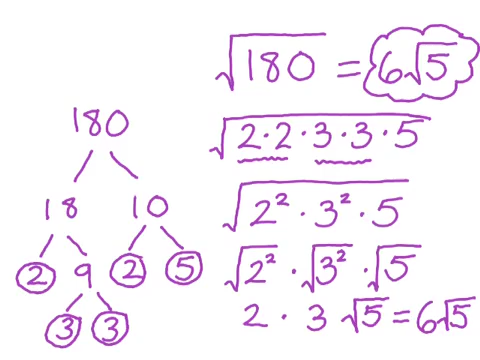 √180 = 6√5
180
√2·2·3·3·5
18 10
√2²·3²·5
2 9 2 5
√2² · √3² · √5
3 3
2 · 3 √5 = 6√5